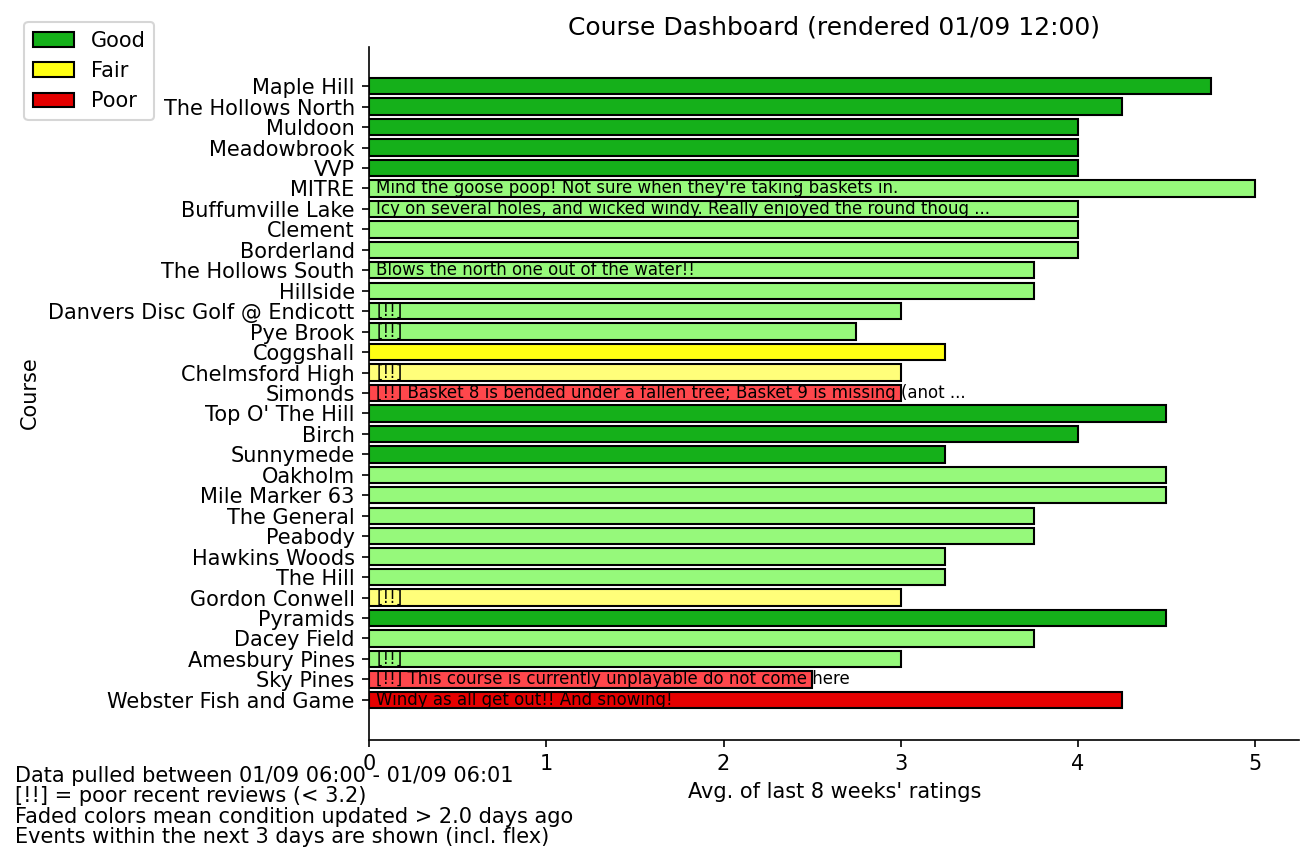 Course Dashboard (rendered 01/09 12:00)
Good
Fair
Poor
Course
Maple Hill
The Hollows North
Muldoon
Meadowbrook
VVP
MITRE Mind the goose poop! Not sure when they're taking baskets in.
Buffumville Lake Icy on several holes, and wicked windy. Really enjoyed the round thoug ...
Clement
Borderland
The Hollows South Blows the north one out of the water!!
Hillside
Danvers Disc Golf @ Endicott [!!]
Pye Brook [!!]
Coggshall
Chelmsford High [!!]
Simonds [!!] Basket 8 is bended under a fallen tree; Basket 9 is missing (anot ...
Top O' The Hill
Birch
Sunnymede
Oakholm
Mile Marker 63
The General
Peabody
Hawkins Woods
The Hill
Gordon Conwell [!!]
Pyramids
Dacey Field
Amesbury Pines [!!]
Sky Pines [!!] This course is currently unplayable do not come here
Webster Fish and Game Windy as all get out!! And snowing!
0 1 2 3 4 5
Avg. of last 8 weeks' ratings
Data pulled between 01/09 06:00 - 01/09 06:01
[!!] = poor recent reviews (< 3.2)
Faded colors mean condition updated > 2.0 days ago
Events within the next 3 days are shown (incl. flex)